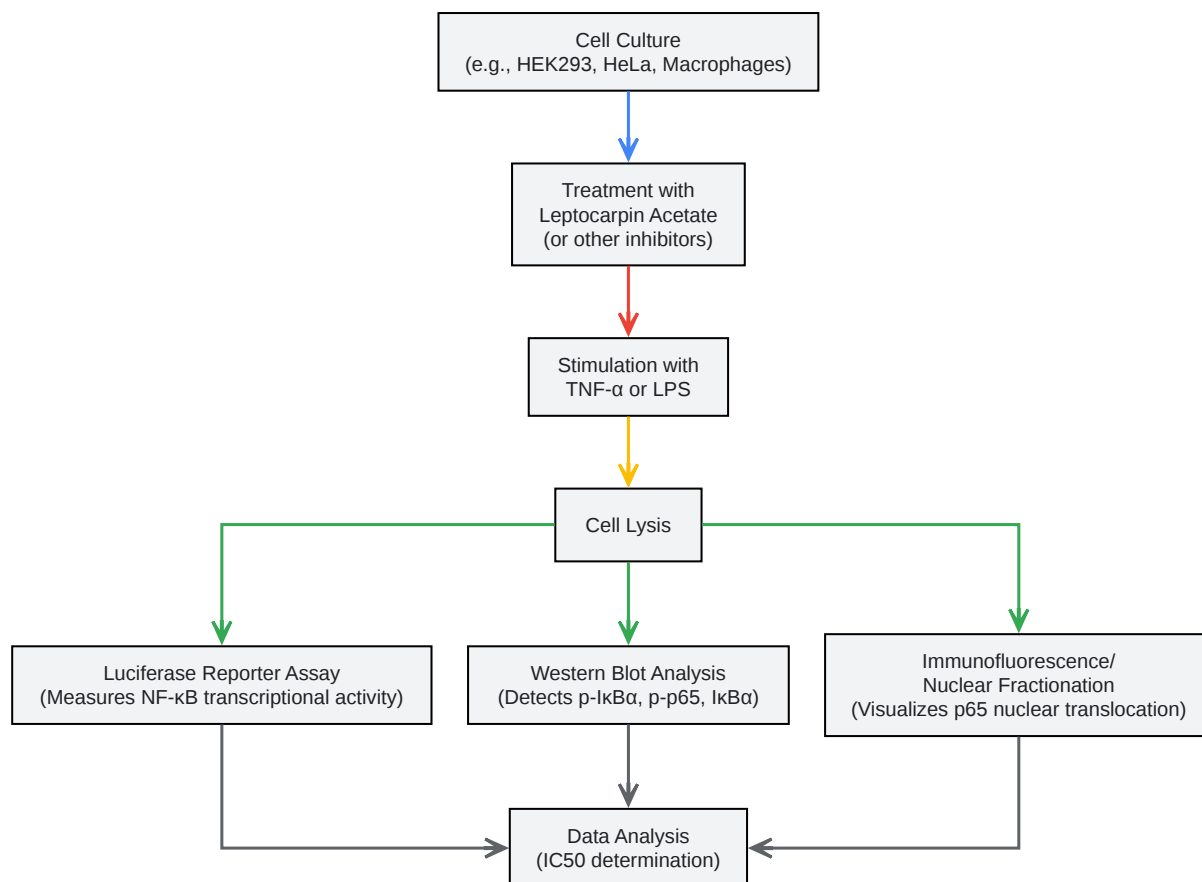 Cell Culture
(e.g., HEK293, HeLa, Macrophages)
Treatment with
Leptocarpin Acetate
(or other inhibitors)
Stimulation with
TNF-α or LPS
Cell Lysis
Luciferase Reporter Assay
(Measures NF-κB transcriptional activity)
Western Blot Analysis
(Detects p-IκBα, p-p65, IκBα)
Immunofluorescence/
Nuclear Fractionation
(Visualizes p65 nuclear translocation)
Data Analysis
(IC50 determination)